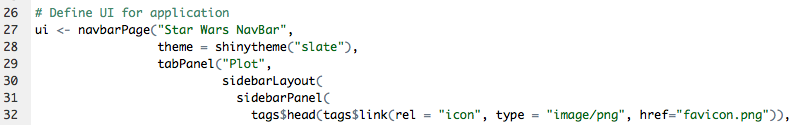 26 # Define UI for application
27 ui <- navbarPage("Star Wars NavBar",
28 theme = shinytheme("slate"),
29 tabPanel("Plot",
30 sidebarLayout(
31 sidebarPanel(
32 tags$head(tags$link(rel = "icon", type = "image/png", href="favicon.png")),